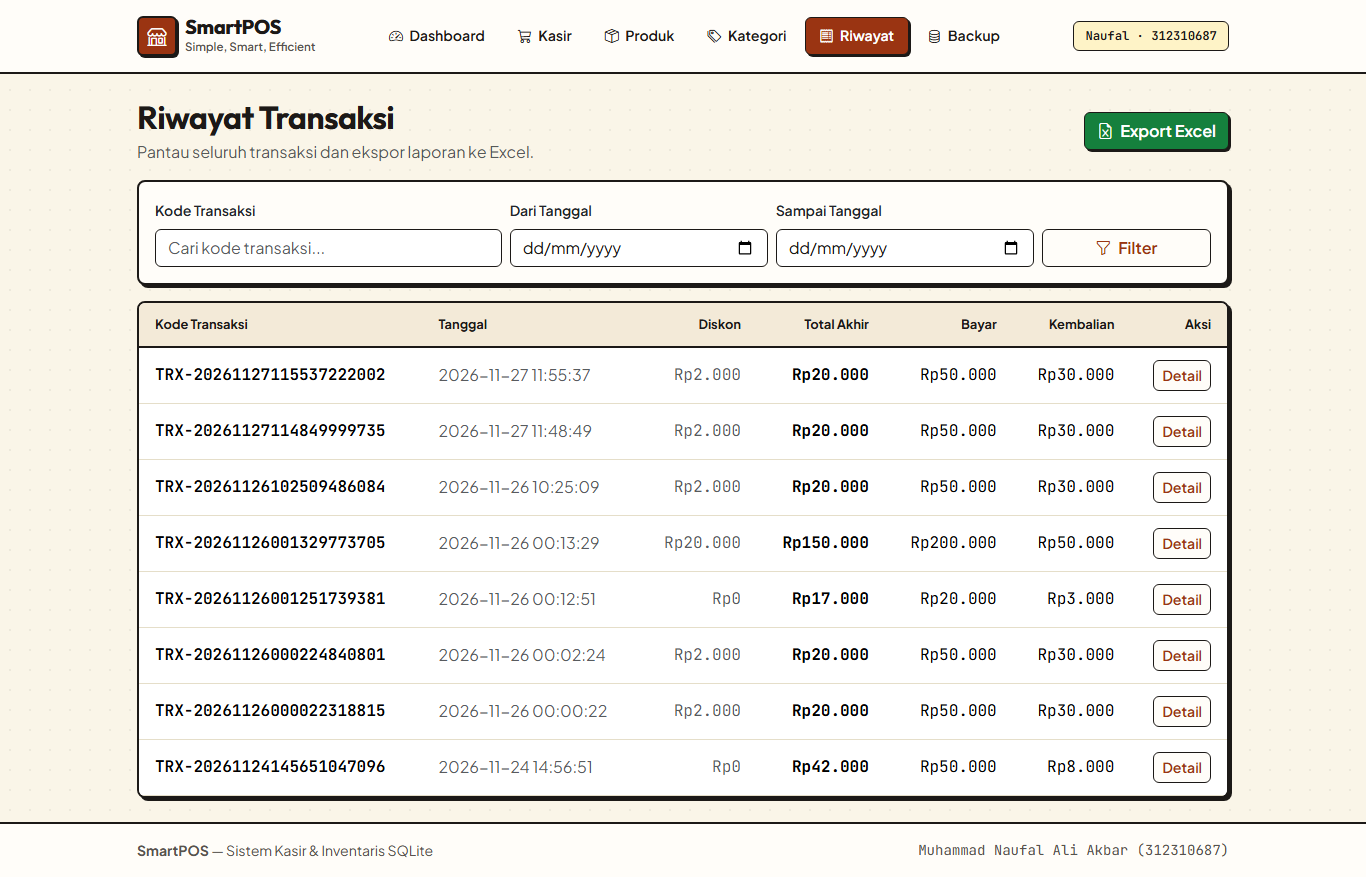 SmartPOS
Simple, Smart, Efficient
Dashboard
Kasir
Produk
Kategori
Riwayat
Backup
Naufal · 312310687
Riwayat Transaksi
Pantau seluruh transaksi dan ekspor laporan ke Excel.
Export Excel
Kode Transaksi
Dari Tanggal
Sampai Tanggal
Cari kode transaksi...
dd/mm/yyyy
dd/mm/yyyy
Filter
Kode Transaksi Tanggal Diskon Total Akhir Bayar Kembalian Aksi
TRX-20261127115537222002 2026-11-27 11:55:37 Rp2.000 Rp20.000 Rp50.000 Rp30.000 Detail
TRX-20261127114849999735 2026-11-27 11:48:49 Rp2.000 Rp20.000 Rp50.000 Rp30.000 Detail
TRX-20261126102509486084 2026-11-26 10:25:09 Rp2.000 Rp20.000 Rp50.000 Rp30.000 Detail
TRX-20261126001329773705 2026-11-26 00:13:29 Rp20.000 Rp150.000 Rp200.000 Rp50.000 Detail
TRX-20261126001251739381 2026-11-26 00:12:51 Rp0 Rp17.000 Rp20.000 Rp3.000 Detail
TRX-20261126000224840801 2026-11-26 00:02:24 Rp2.000 Rp20.000 Rp50.000 Rp30.000 Detail
TRX-20261126000022318815 2026-11-26 00:00:22 Rp2.000 Rp20.000 Rp50.000 Rp30.000 Detail
TRX-20261124145651047096 2026-11-24 14:56:51 Rp0 Rp42.000 Rp50.000 Rp8.000 Detail
SmartPOS — Sistem Kasir & Inventaris SQLite
Muhammad Naufal Ali Akbar (312310687)